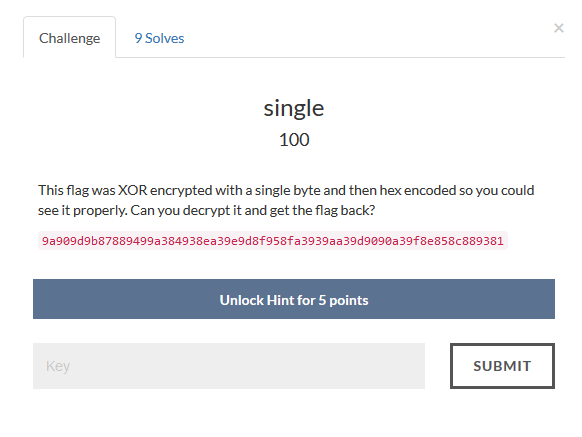 Challenge
9 Solves
×
single
100
This flag was XOR encrypted with a single byte and then hex encoded so you could
see it properly. Can you decrypt it and get the flag back?
9a909d9b87889499a384938ea39e9d8f958fa3939aa39d9090a39f8e858c889381
Unlock Hint for 5 points
Key
SUBMIT